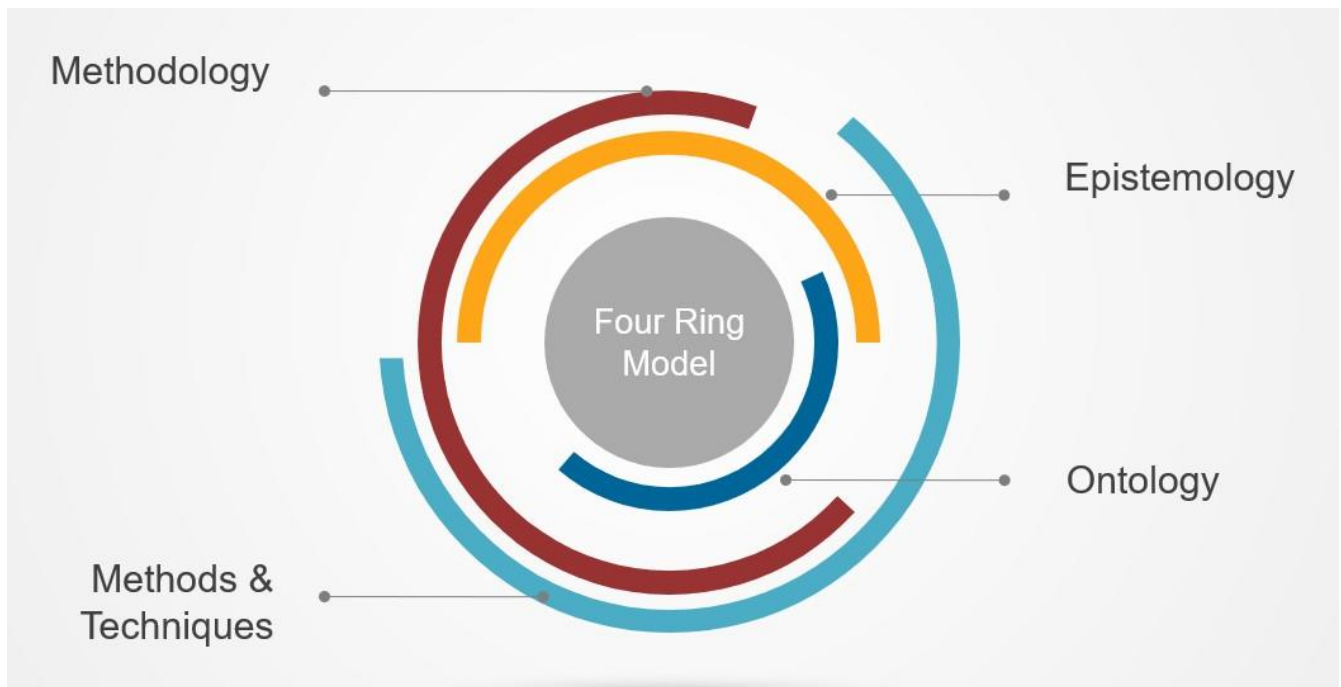 Methodology
Epistemology
Four Ring
Model
Ontology
Methods &
Techniques